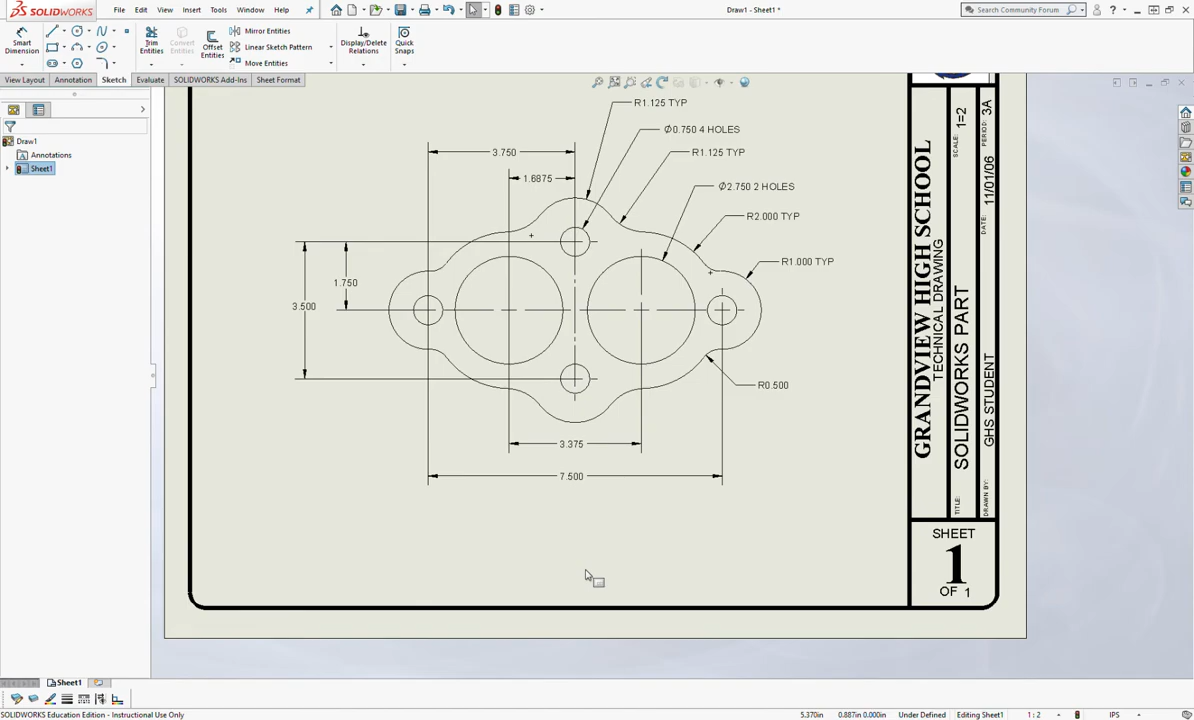 SOLIDWORKS
File Edit View Insert Tools Window Help
Draw1 - Sheet1 *
Search Community Forum
Smart Dimension
Trim Entities
Convert Entities
Offset Entities
Mirror Entities
Linear Sketch Pattern
Move Entities
Display/Delete Relations
Quick Snaps
View Layout Annotation Sketch Evaluate SOLIDWORKS Add-Ins Sheet Format
Draw1
Annotations
Sheet1
R1.125 TYP
Ø0.750 4 HOLES
3.750
R1.125 TYP
1.6875
Ø2.750 2 HOLES
R2.000 TYP
R1.000 TYP
1.750
3.500
R0.500
3.375
7.500
GRANDVIEW HIGH SCHOOL
TECHNICAL DRAWING
SCALE: 1=2
TITLE: SOLIDWORKS PART
PERIOD: 3A
DATE: 11/01/06
DRAWN BY: GHS STUDENT
SHEET
1
OF 1
Sheet1
SOLIDWORKS Education Edition - Instructional Use Only
5.370in 0.887in 0.000in Under Defined Editing Sheet1 1 : 2 IPS